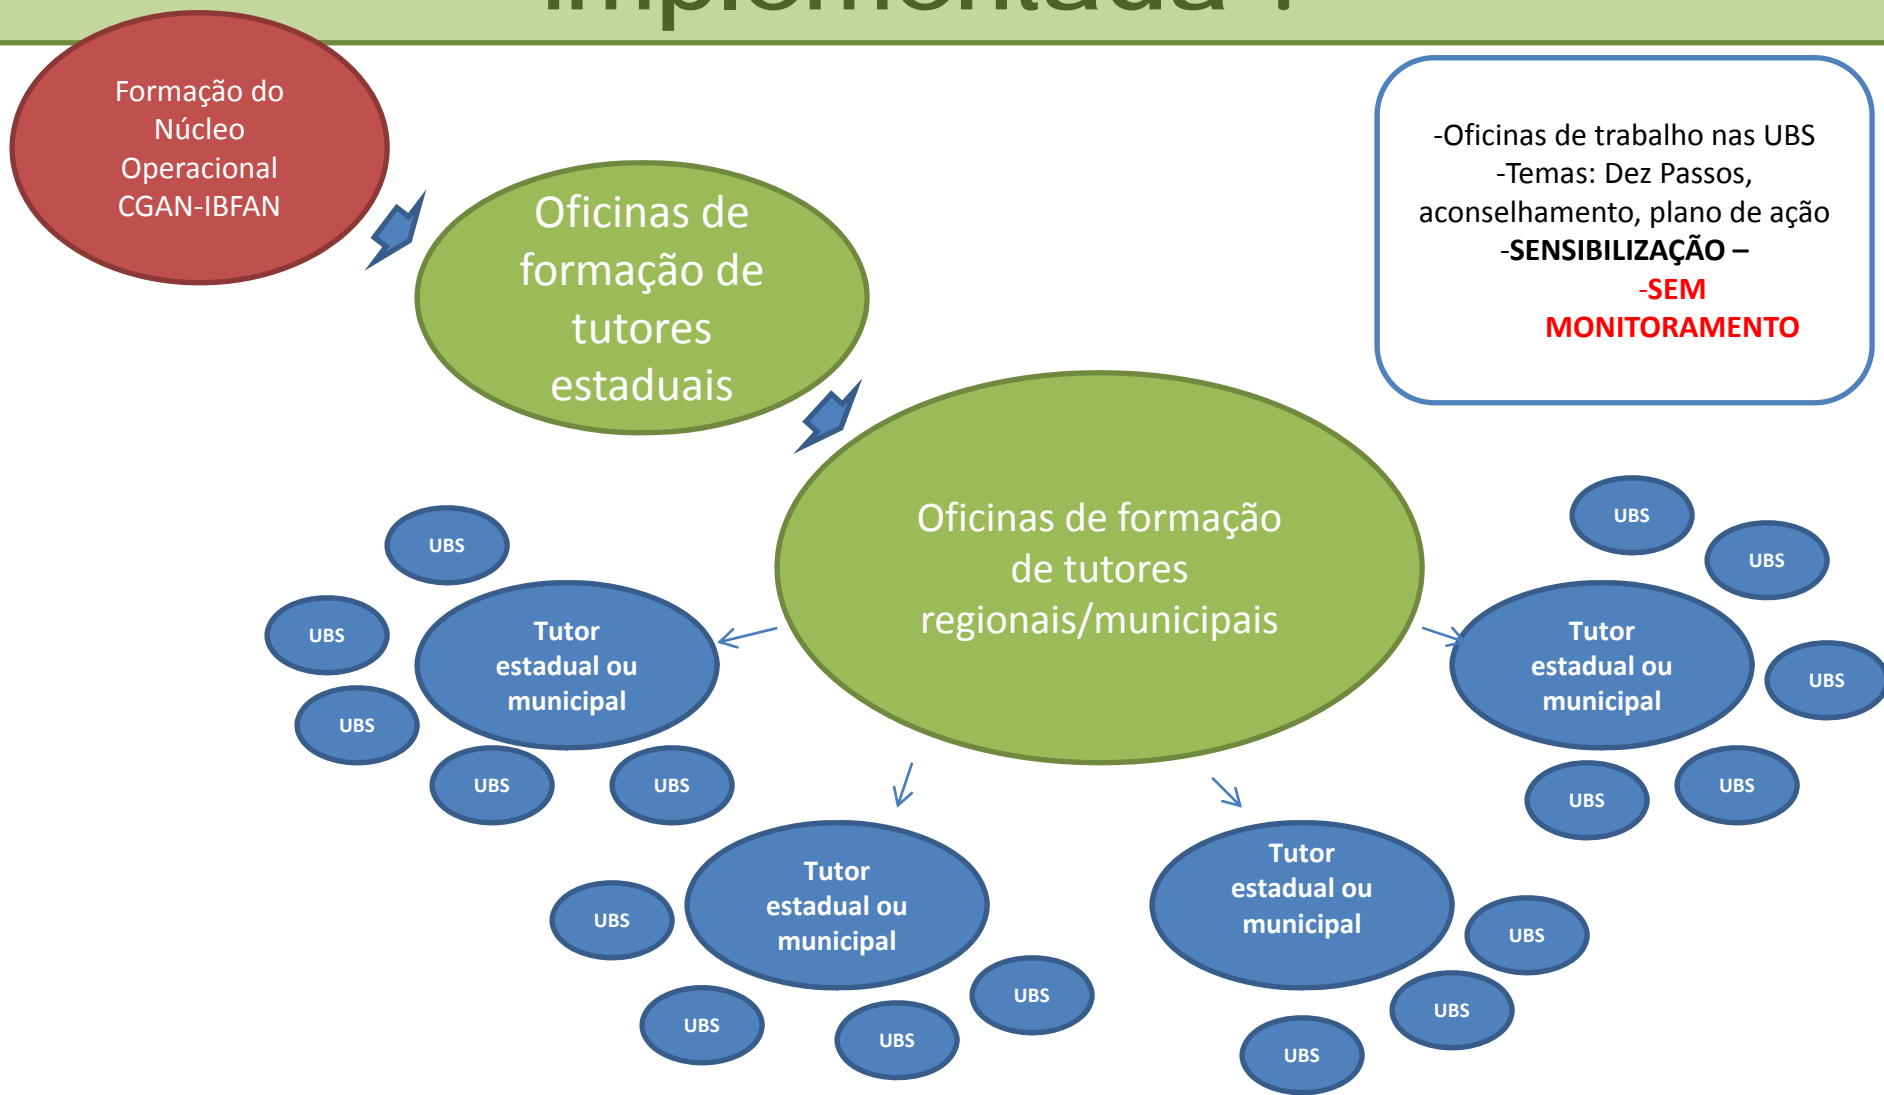 implementada ?
Formação do
Núcleo
Operacional
CGAN-IBFAN
-Oficinas de trabalho nas UBS
-Temas: Dez Passos,
aconselhamento, plano de ação
-SENSIBILIZAÇÃO –
-SEM
MONITORAMENTO
Oficinas de
formação de
tutores
estaduais
Oficinas de formação
de tutores
regionais/municipais
UBS
UBS
UBS
UBS
UBS
Tutor
estadual ou
municipal
UBS
UBS
UBS
UBS
UBS
Tutor
estadual ou
municipal
Tutor
estadual ou
municipal
UBS
UBS
UBS
UBS
Tutor
estadual ou
municipal
UBS
UBS
UBS